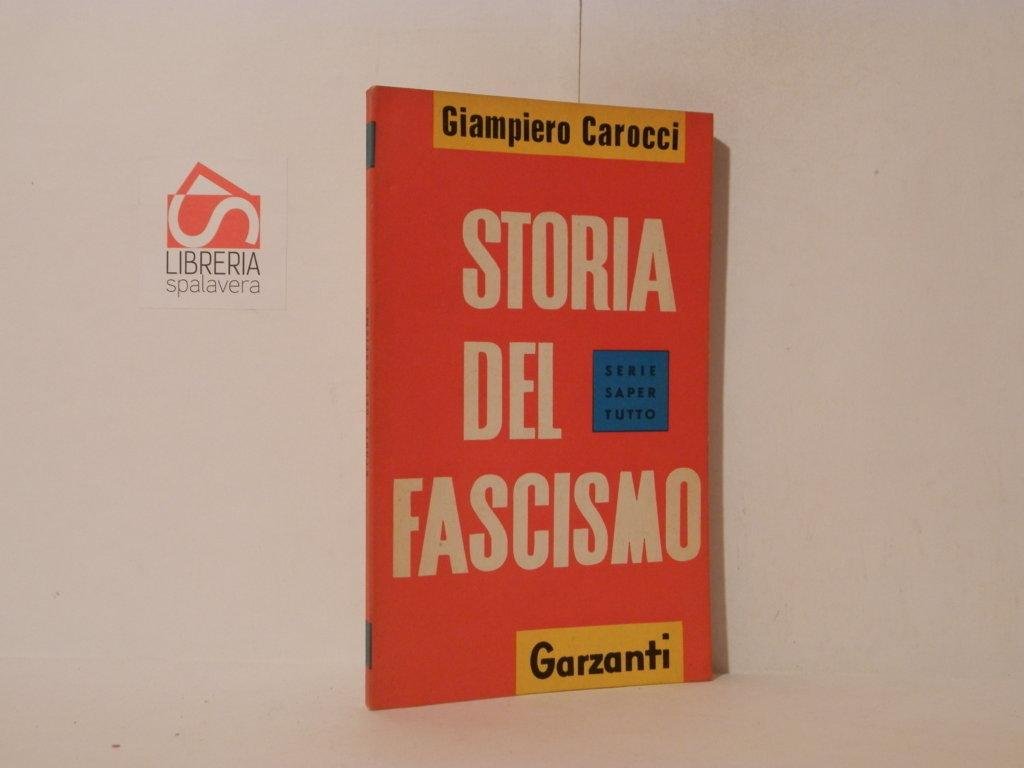 Giampiero Carocci
STORIA
DEL
SERIE
SAPER
TUTTO
FASCISMO
Garzanti
LIBRERIA
spalavera